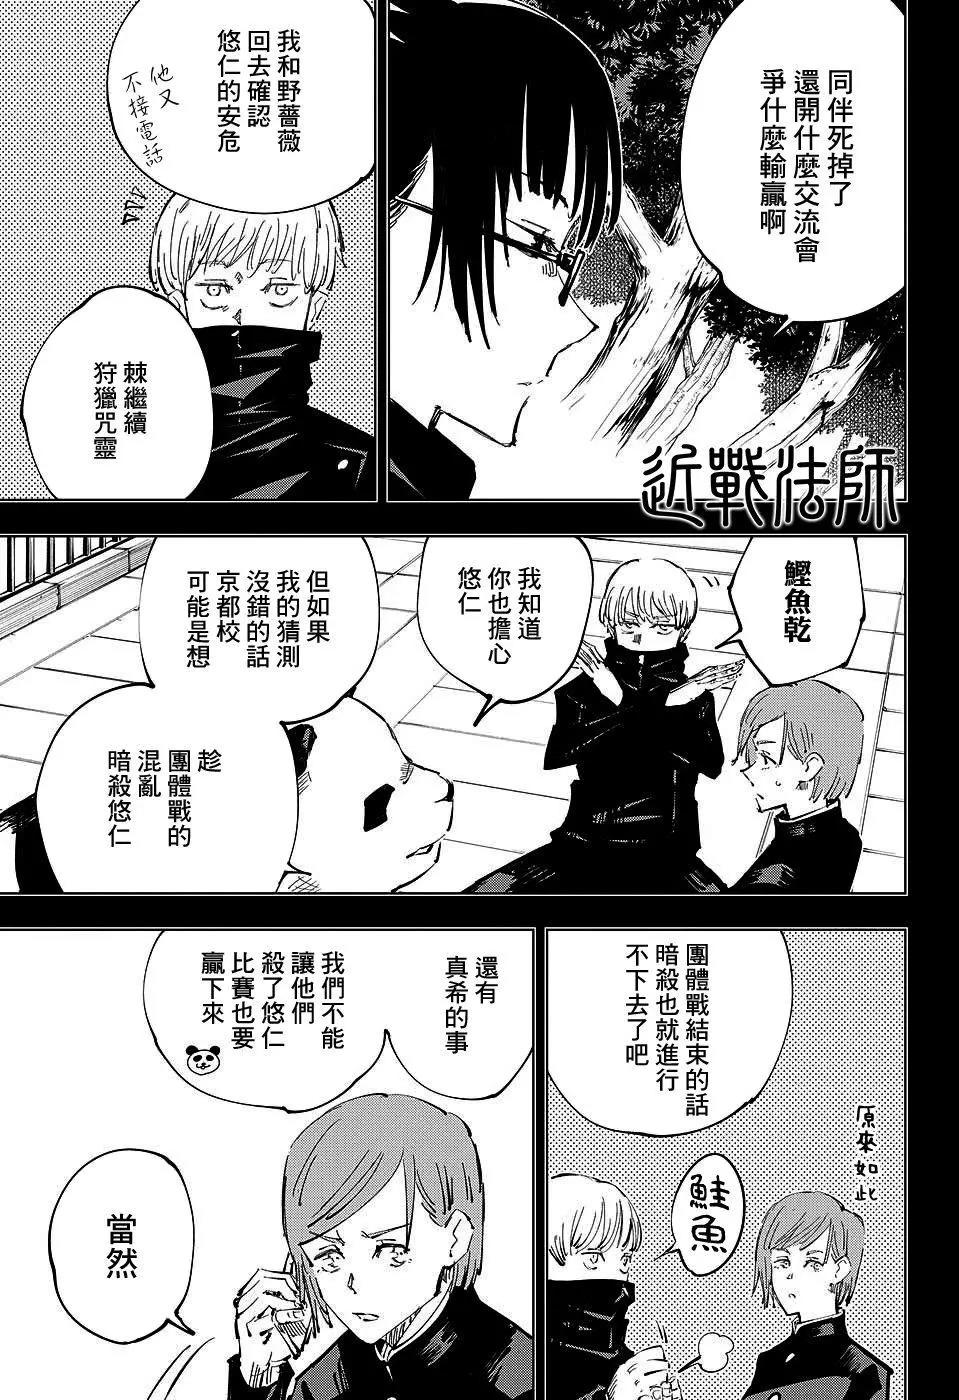 同伴死掉了
還開什麼交流會
爭什麼輸贏啊
我和野薔薇
回去確認
悠仁的安危
他又
不接電話
棘繼續
狩獵咒靈
近戰法師
鰹魚乾
我知道
你也擔心
悠仁
但如果
我的猜測
沒錯的話
京都校
可能是想
趁
團體戰的
混亂
暗殺悠仁
團體戰結束的話
暗殺也就進行
不下去了吧
原來如此
鮭魚
還有
真希的事
我們不能
讓他們
殺了悠仁
比賽也要
贏下來
當然